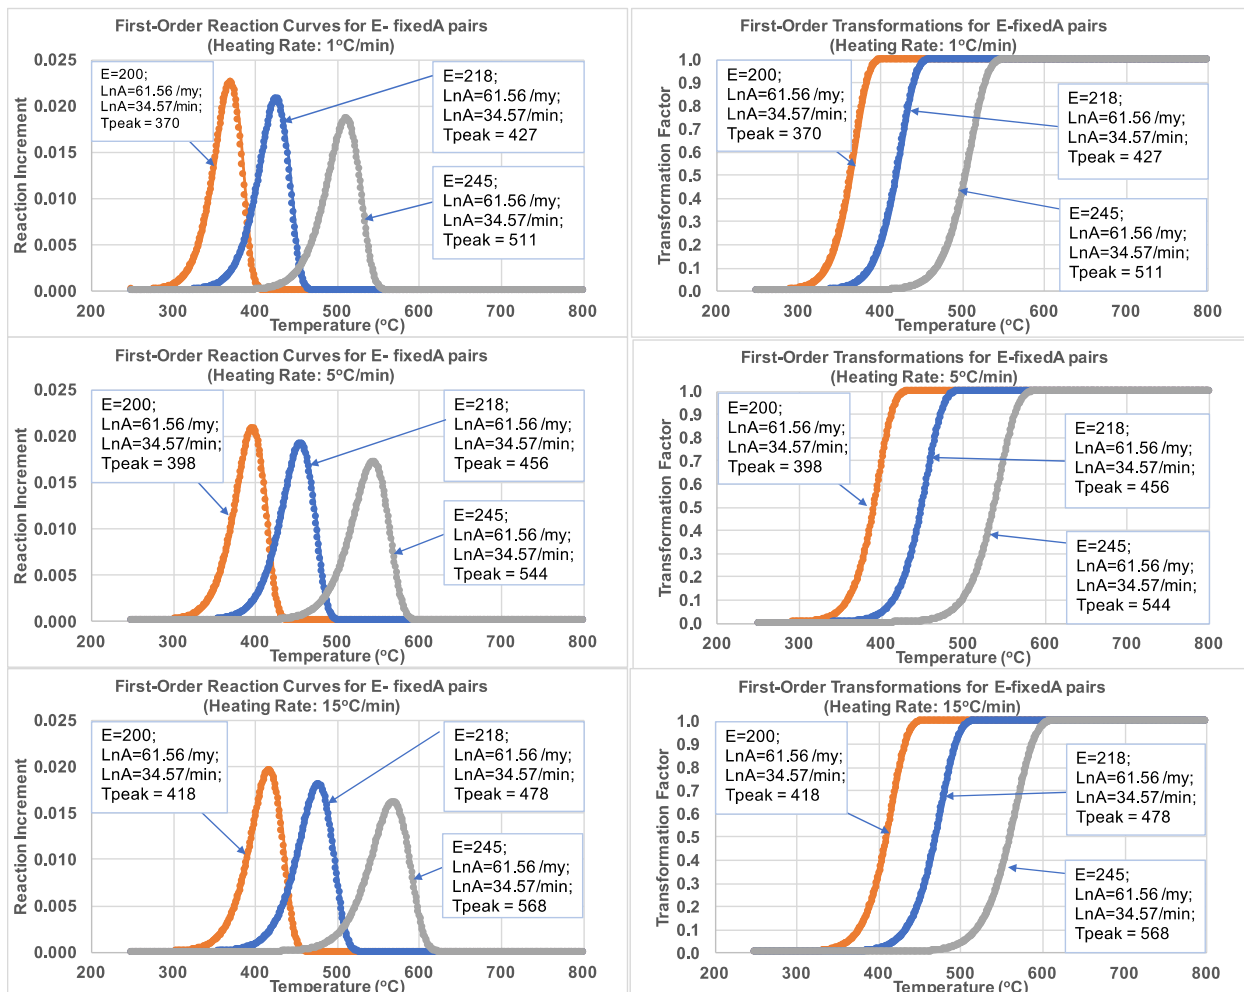 First-Order Reaction Curves for E- fixedA pairs
(Heating Rate: 1°C/min)
0.025
0.020
0.015
0.010
0.005
0.000
Reaction Increment
E=200;
LnA=61.56 /my;
LnA=34.57/min;
Tpeak = 370
E=218;
LnA=61.56 /my;
LnA=34.57/min;
Tpeak = 427
E=245;
LnA=61.56 /my;
LnA=34.57/min;
Tpeak = 511
200 300 400 500 600 700 800
Temperature (°C)
First-Order Transformations for E-fixedA pairs
(Heating Rate: 1°C/min)
1.0
0.9
0.8
0.7
0.6
0.5
0.4
0.3
0.2
0.1
0.0
Transformation Factor
E=200;
LnA=61.56 /my;
LnA=34.57/min;
Tpeak = 370
E=218;
LnA=61.56 /my;
LnA=34.57/min;
Tpeak = 427
E=245;
LnA=61.56 /my;
LnA=34.57/min;
Tpeak = 511
200 300 400 500 600 700 800
Temperature (°C)
First-Order Reaction Curves for E- fixedA pairs
(Heating Rate: 5°C/min)
0.025
0.020
0.015
0.010
0.005
0.000
Reaction Increment
E=200;
LnA=61.56 /my;
LnA=34.57/min;
Tpeak = 398
E=218;
LnA=61.56 /my;
LnA=34.57/min;
Tpeak = 456
E=245;
LnA=61.56 /my;
LnA=34.57/min;
Tpeak = 544
200 300 400 500 600 700 800
Temperature (°C)
First-Order Transformations for E-fixedA pairs
(Heating Rate: 5°C/min)
1.0
0.9
0.8
0.7
0.6
0.5
0.4
0.3
0.2
0.1
0.0
Transformation Factor
E=200;
LnA=61.56 /my;
LnA=34.57/min;
Tpeak = 398
E=218;
LnA=61.56 /my;
LnA=34.57/min;
Tpeak = 456
E=245;
LnA=61.56 /my;
LnA=34.57/min;
Tpeak = 544
200 300 400 500 600 700 800
Temperature (°C)
First-Order Reaction Curves for E- fixedA pairs
(Heating Rate: 15°C/min)
0.025
0.020
0.015
0.010
0.005
0.000
Reaction Increment
E=200;
LnA=61.56 /my;
LnA=34.57/min;
Tpeak = 418
E=218;
LnA=61.56 /my;
LnA=34.57/min;
Tpeak = 478
E=245;
LnA=61.56 /my;
LnA=34.57/min;
Tpeak = 568
200 300 400 500 600 700 800
Temperature (°C)
First-Order Transformations for E-fixedA pairs
(Heating Rate: 15°C/min)
1.0
0.9
0.8
0.7
0.6
0.5
0.4
0.3
0.2
0.1
0.0
Transformation Factor
E=200;
LnA=61.56 /my;
LnA=34.57/min;
Tpeak = 418
E=218;
LnA=61.56 /my;
LnA=34.57/min;
Tpeak = 478
E=245;
LnA=61.56 /my;
LnA=34.57/min;
Tpeak = 568
200 300 400 500 600 700 800
Temperature (°C)